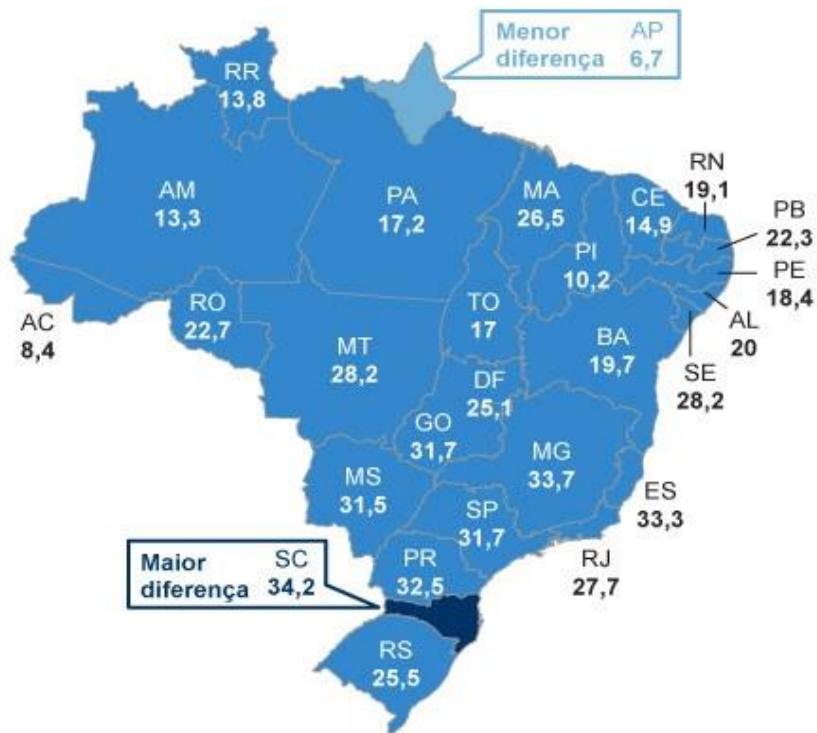 Menor diferença
AP
6,7
RR
13,8
AM
13,3
PA
17,2
MA
26,5
CE
14,9
RN
19,1
PB
22,3
PI
10,2
PE
18,4
AC
8,4
RO
22,7
TO
17
AL
20
MT
28,2
BA
19,7
SE
28,2
DF
25,1
GO
31,7
MG
33,7
MS
31,5
ES
33,3
SP
31,7
Maior diferença
SC
34,2
PR
32,5
RJ
27,7
RS
25,5